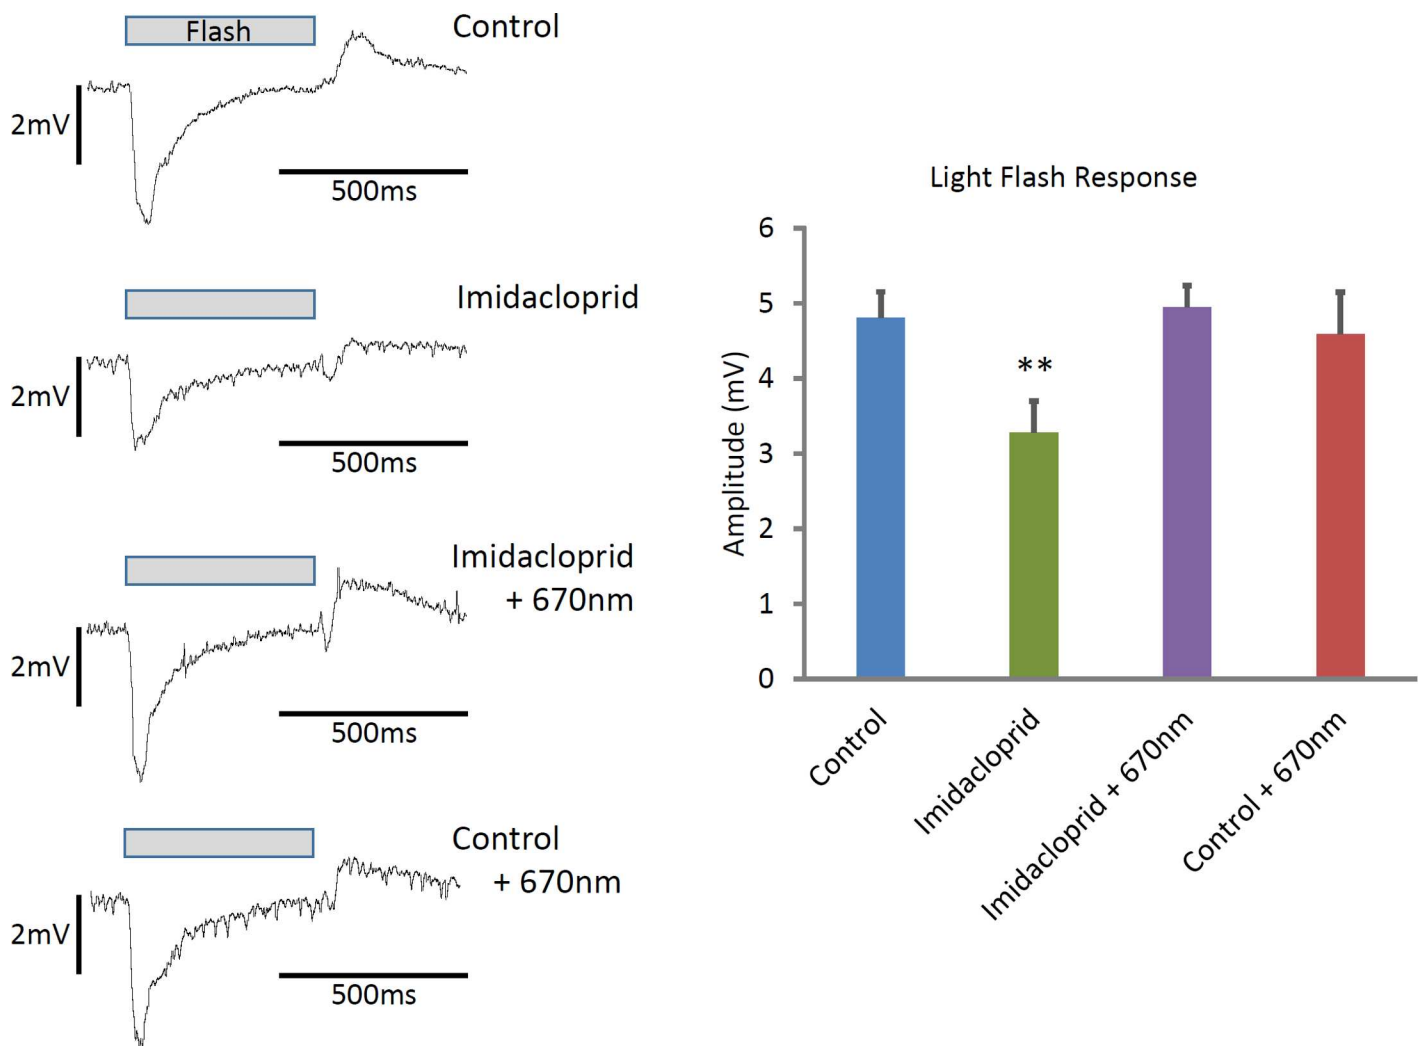 Flash
Control
2mV
500ms
Imidacloprid
2mV
500ms
Imidacloprid
+ 670nm
2mV
500ms
Control
+ 670nm
2mV
500ms
Light Flash Response
Amplitude (mV)
6
5
4
3
2
1
0
**
Control
Imidacloprid
Imidacloprid + 670nm
Control + 670nm